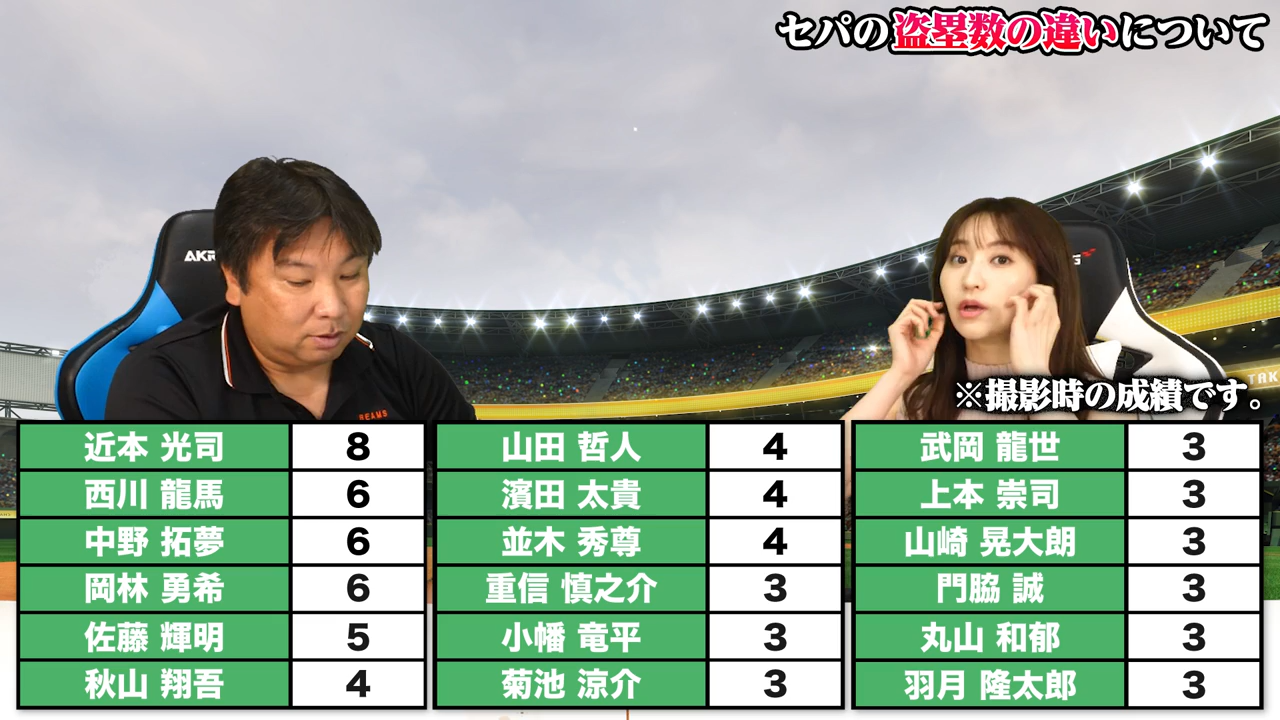 セパの盗塁数の違いについて
AKR
BEAMS
TAK
※撮影時の成績です。
近本 光司 8
西川 龍馬 6
中野 拓夢 6
岡林 勇希 6
佐藤 輝明 5
秋山 翔吾 4
山田 哲人 4
濱田 太貴 4
並木 秀尊 4
重信 慎之介 3
小幡 竜平 3
菊池 涼介 3
武岡 龍世 3
上本 崇司 3
山崎 晃大朗 3
門脇 誠 3
丸山 和郁 3
羽月 隆太郎 3